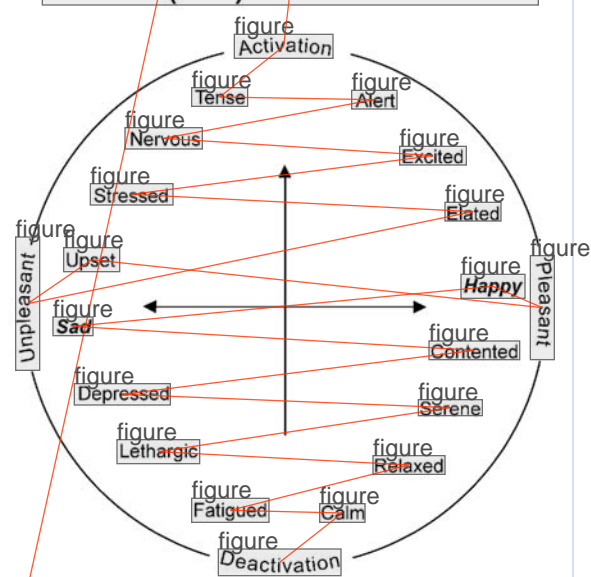 figure
Activation
figure
Tense
figure
Alert
figure
Nervous
figure
Excited
figure
Stressed
figure
Elated
figure
Unpleasant
figure
Upset
figure
Pleasant
figure
Happy
figure
Sad
figure
Contented
figure
Depressed
figure
Serene
figure
Lethargic
figure
Relaxed
figure
Fatigued
figure
Calm
figure
Deactivation